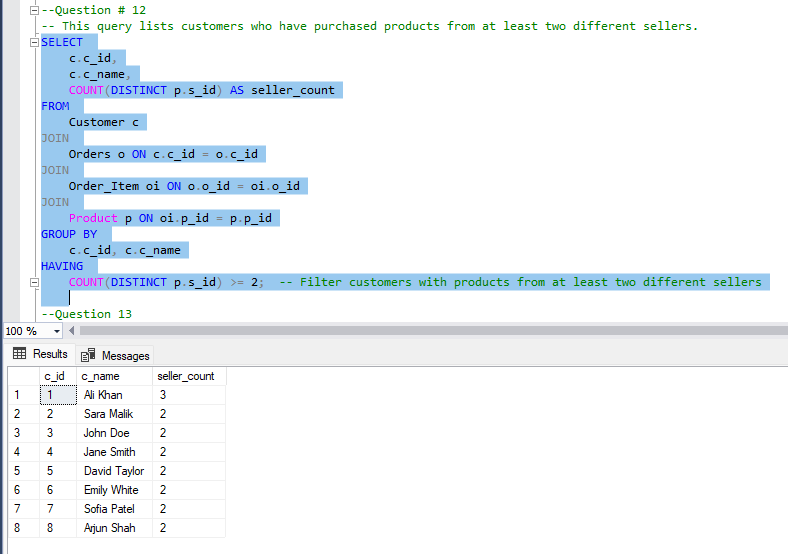 --Question # 12
-- This query lists customers who have purchased products from at least two different sellers.
SELECT
c.c_id,
c.c_name,
COUNT(DISTINCT p.s_id) AS seller_count
FROM
Customer c
JOIN
Orders o ON c.c_id = o.c_id
JOIN
Order_Item oi ON o.o_id = oi.o_id
JOIN
Product p ON oi.p_id = p.p_id
GROUP BY
c.c_id, c.c_name
HAVING
COUNT(DISTINCT p.s_id) >= 2;  -- Filter customers with products from at least two different sellers
--Question 13
100 %
Results Messages
c_id c_name seller_count
1 1 Ali Khan 3
2 2 Sara Malik 2
3 3 John Doe 2
4 4 Jane Smith 2
5 5 David Taylor 2
6 6 Emily White 2
7 7 Sofia Patel 2
8 8 Arjun Shah 2